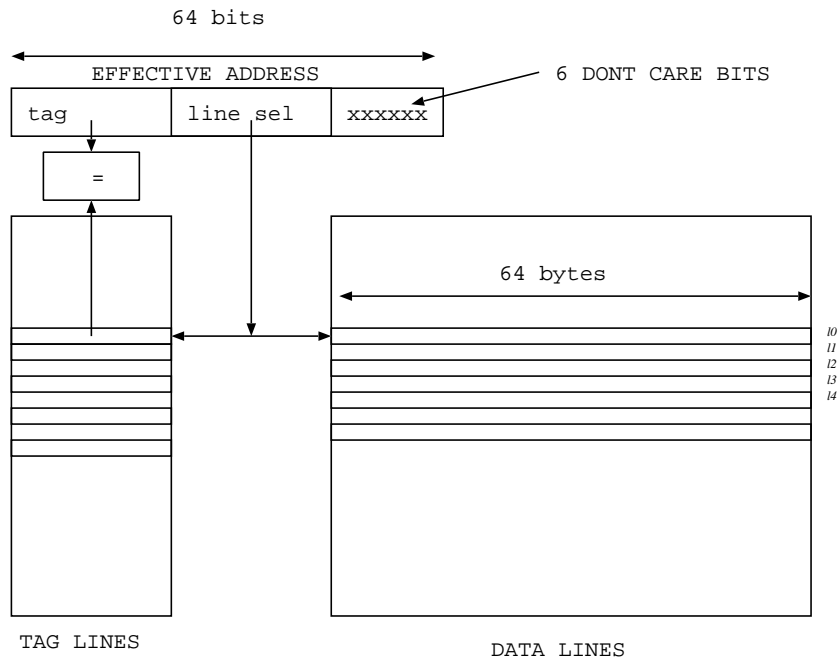 64 bits
EFFECTIVE ADDRESS
6 DONT CARE BITS
tag line sel xxxxxx
=
64 bytes
l0
l1
l2
l3
l4
TAG LINES
DATA LINES